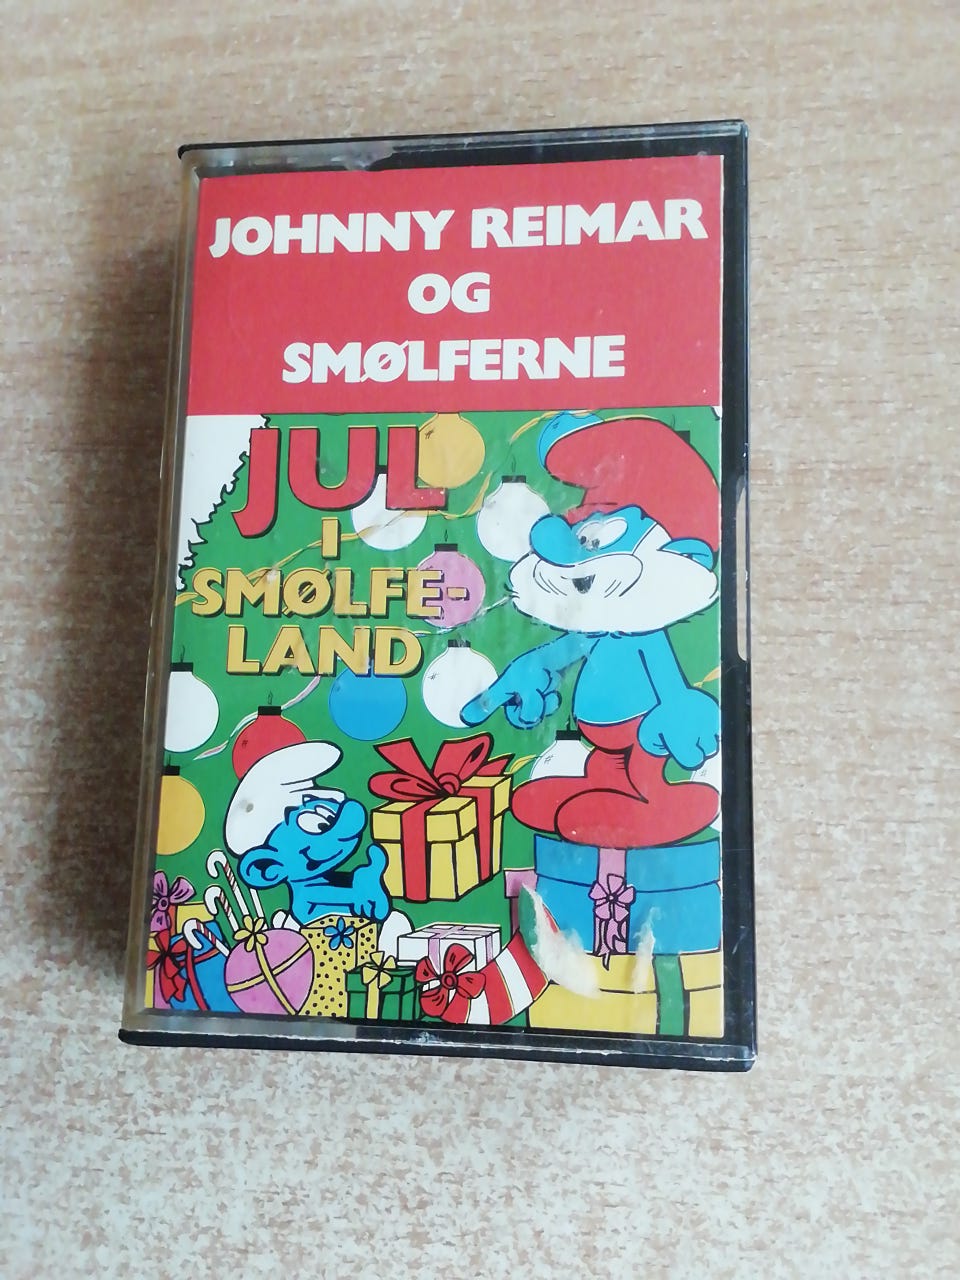 JOHNNY REIMAR
OG
SMØLFERNE
JUL
I
SMØLFE-
LAND